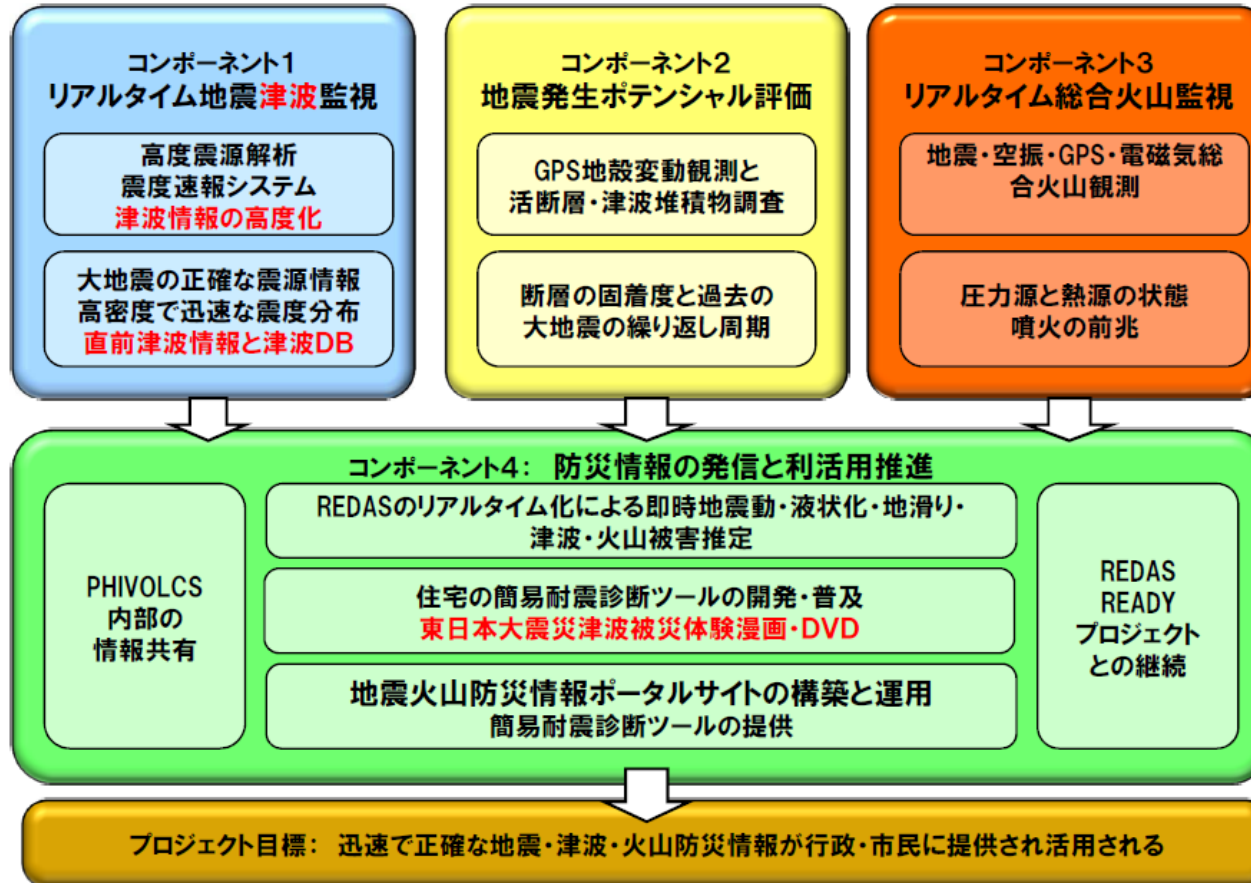 コンポーネント1
リアルタイム地震津波監視
高度震源解析
震度速報システム
津波情報の高度化
大地震の正確な震源情報
高密度で迅速な震度分布
直前津波情報と津波DB
コンポーネント2
地震発生ポテンシャル評価
GPS地殻変動観測と
活断層・津波堆積物調査
断層の固着度と過去の
大地震の繰り返し周期
コンポーネント3
リアルタイム総合火山監視
地震・空振・GPS・電磁気総
合火山観測
圧力源と熱源の状態
噴火の前兆
コンポーネント4: 防災情報の発信と利活用推進
PHIVOLCS
内部の
情報共有
REDASのリアルタイム化による即時地震動・液状化・地滑り・
津波・火山被害推定
住宅の簡易耐震診断ツールの開発・普及
東日本大震災津波被災体験漫画・DVD
地震火山防災情報ポータルサイトの構築と運用
簡易耐震診断ツールの提供
REDAS
READY
プロジェクト
との継続
プロジェクト目標: 迅速で正確な地震・津波・火山防災情報が行政・市民に提供され活用される